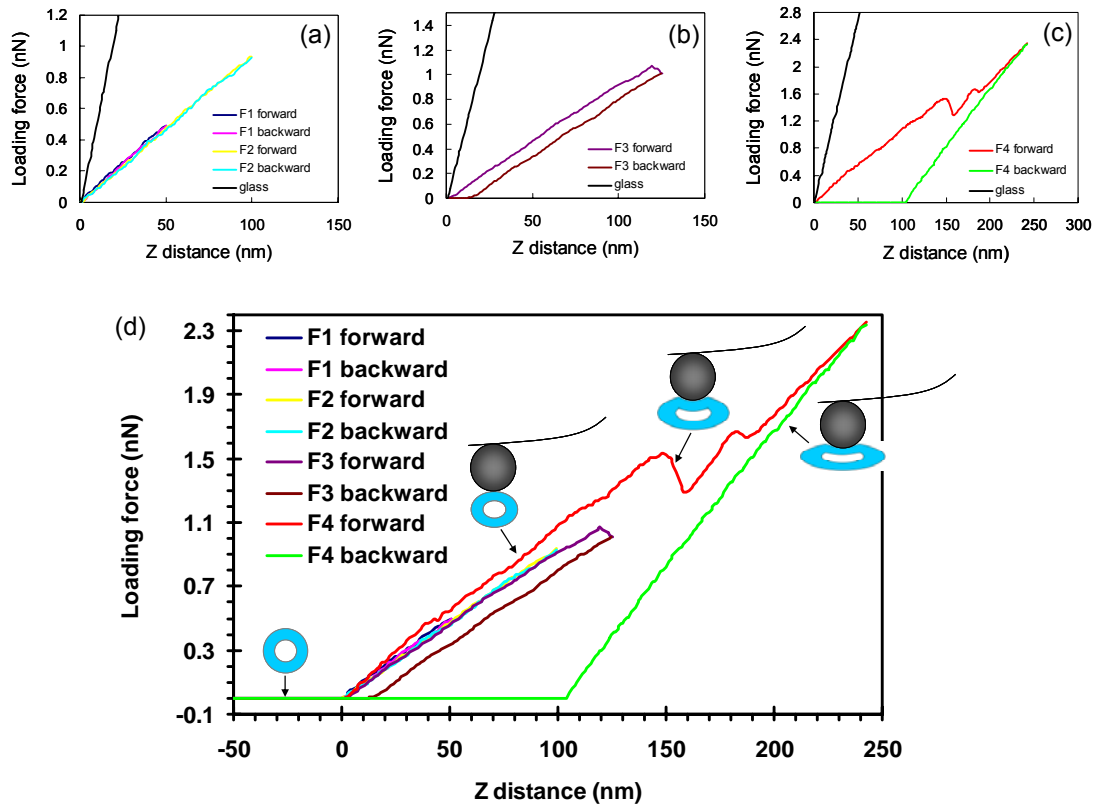 (a)
Loading force (nN)
1.2
1
0.8
0.6
0.4
0.2
0
F1 forward
F1 backward
F2 forward
F2 backward
glass
0 50 100 150
Z distance (nm)
(b)
Loading force (nN)
1.4
1.2
1
0.8
0.6
0.4
0.2
0
F3 forward
F3 backward
glass
0 50 100 150
Z distance (nm)
(c)
Loading force (nN)
2.8
2.4
2
1.6
1.2
0.8
0.4
0
F4 forward
F4 backward
glass
0 50 100 150 200 250 300
Z distance (nm)
(d)
Loading force (nN)
2.3
1.9
1.5
1.1
0.7
0.3
-0.1
F1 forward
F1 backward
F2 forward
F2 backward
F3 forward
F3 backward
F4 forward
F4 backward
-50 0 50 100 150 200 250
Z distance (nm)